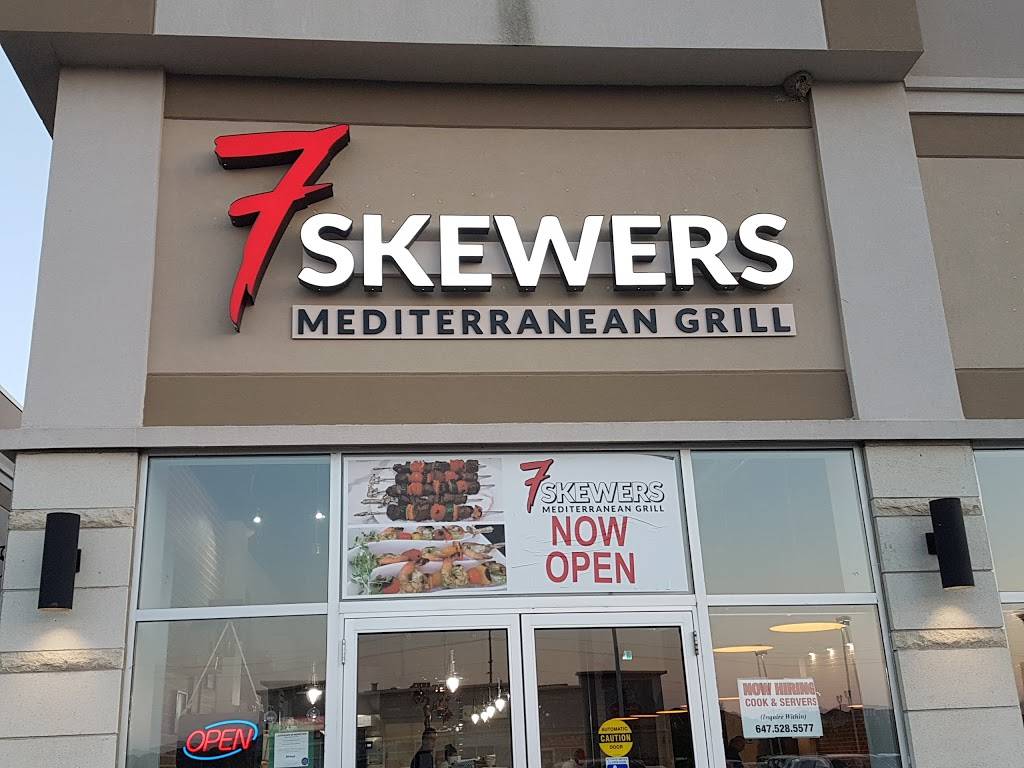 7 SKEWERS
MEDITERRANEAN GRILL
7 SKEWERS
MEDITERRANEAN GRILL
NOW
OPEN
NOW HIRING
COOK & SERVERS
(Inquire Within)
647.528.5577
OPEN
AUTOMATIC
CAUTION
DOOR